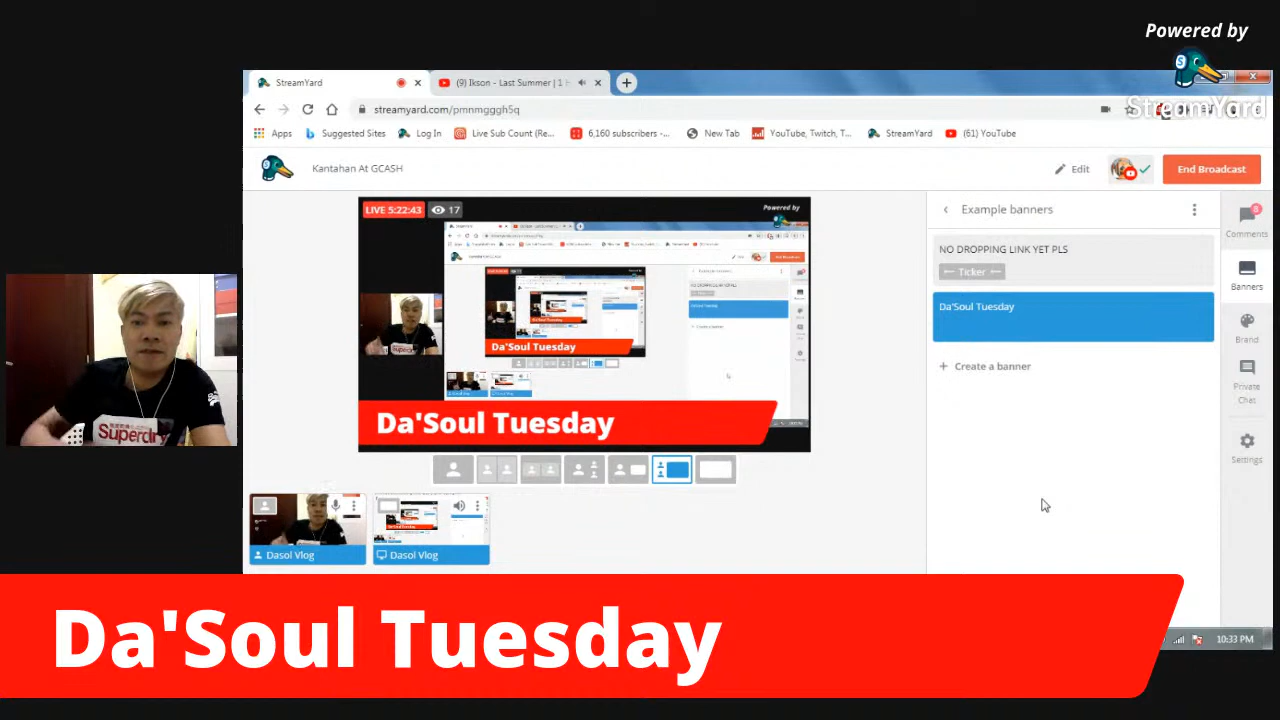 Powered by
StreamYard
StreamYard
(9) Ikson - Last Summer | 1 H
streamyard.com/pmnmgggh5q
Apps
Suggested Sites
Log In
Live Sub Count (Re...
6,160 subscribers -...
New Tab
YouTube, Twitch, T...
StreamYard
(61) YouTube
Kantahan At GCASH
Edit
End Broadcast
LIVE 5:22:43
17
Powered by
Da'Soul Tuesday
Da'Soul Tuesday
Example banners
NO DROPPING LINK YET PLS
Ticker
Da'Soul Tuesday
+ Create a banner
8
Comments
Banners
Brand
Private
Chat
Settings
Superdry
Dasol Vlog
Dasol Vlog
10:33 PM
Da'Soul Tuesday